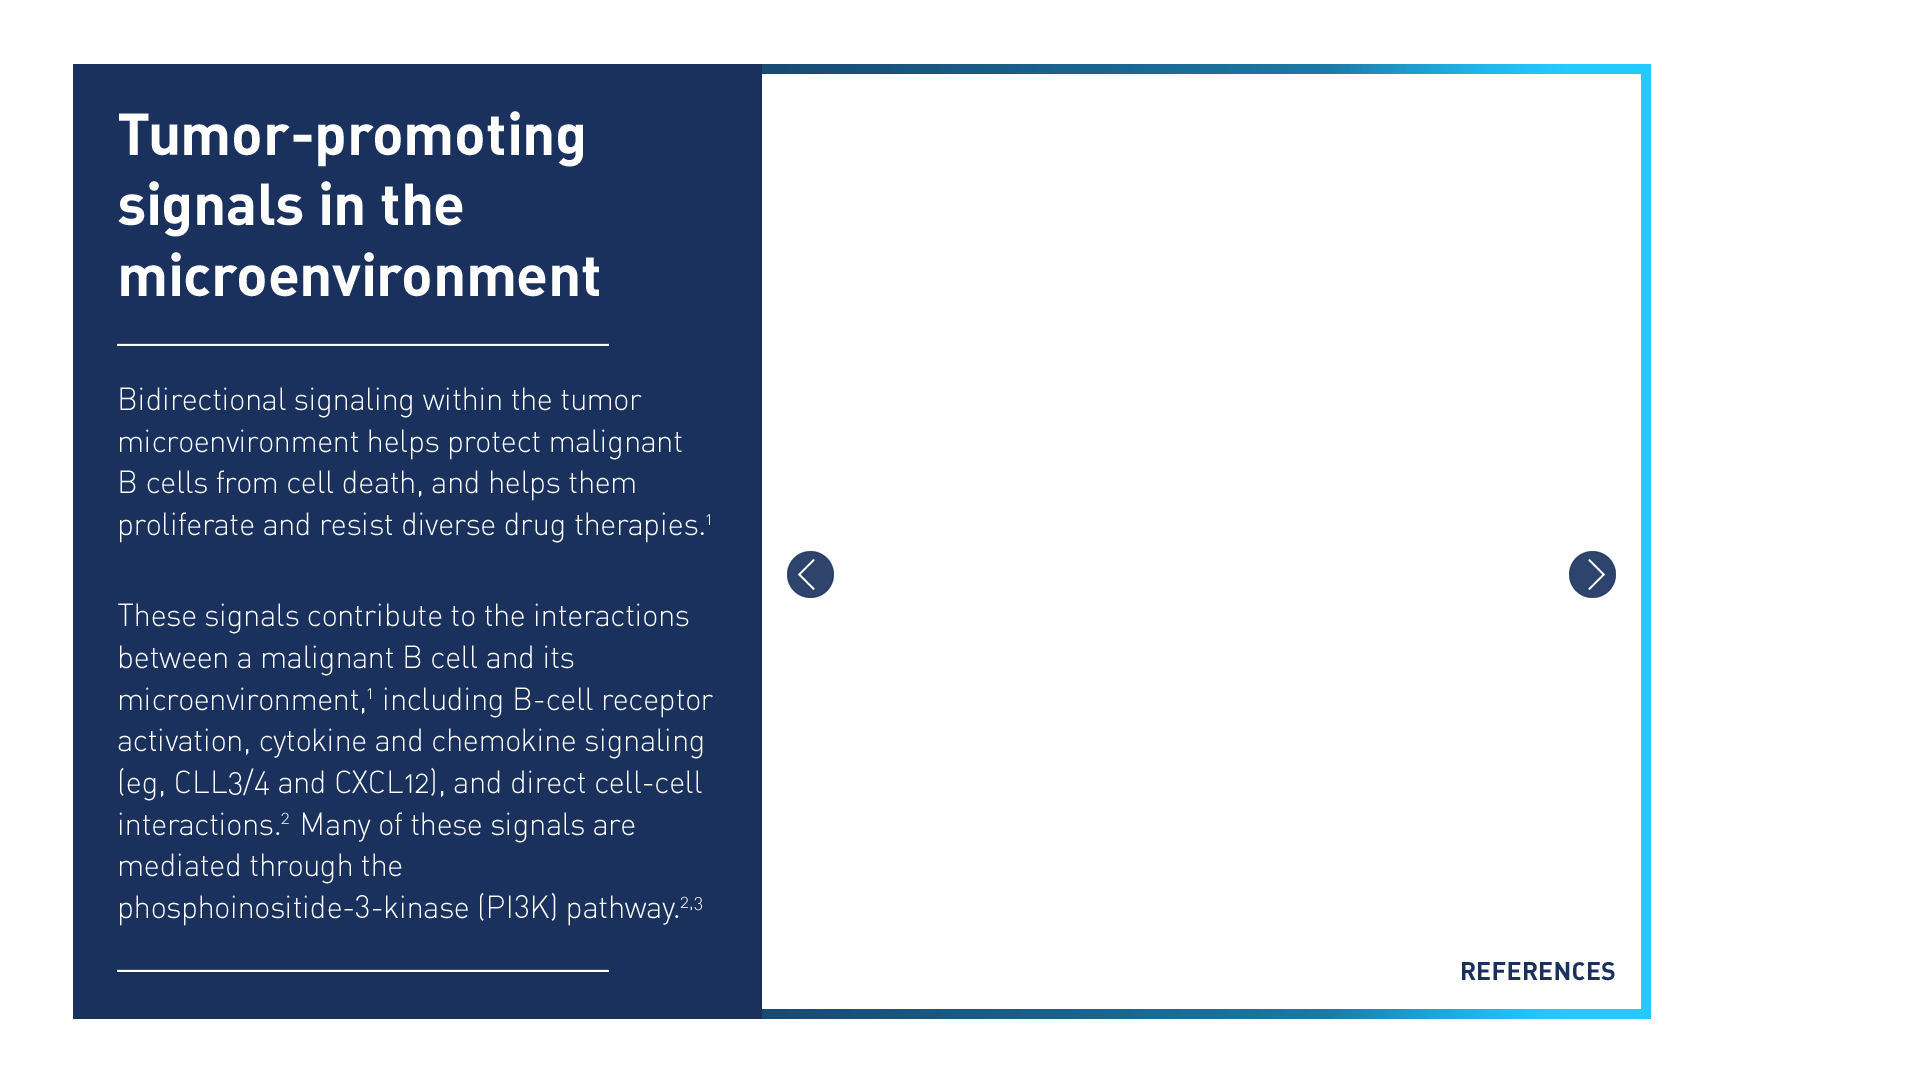 Tumor-promoting
signals in the
microenvironment
Bidirectional signaling within the tumor
microenvironment helps protect malignant
B cells from cell death, and helps them
proliferate and resist diverse drug therapies.¹
These signals contribute to the interactions
between a malignant B cell and its
microenvironment,¹ including B-cell receptor
activation, cytokine and chemokine signaling
(eg, CLL3/4 and CXCL12), and direct cell-cell
interactions.² Many of these signals are
mediated through the
phosphoinositide-3-kinase (PI3K) pathway.²,³
REFERENCES